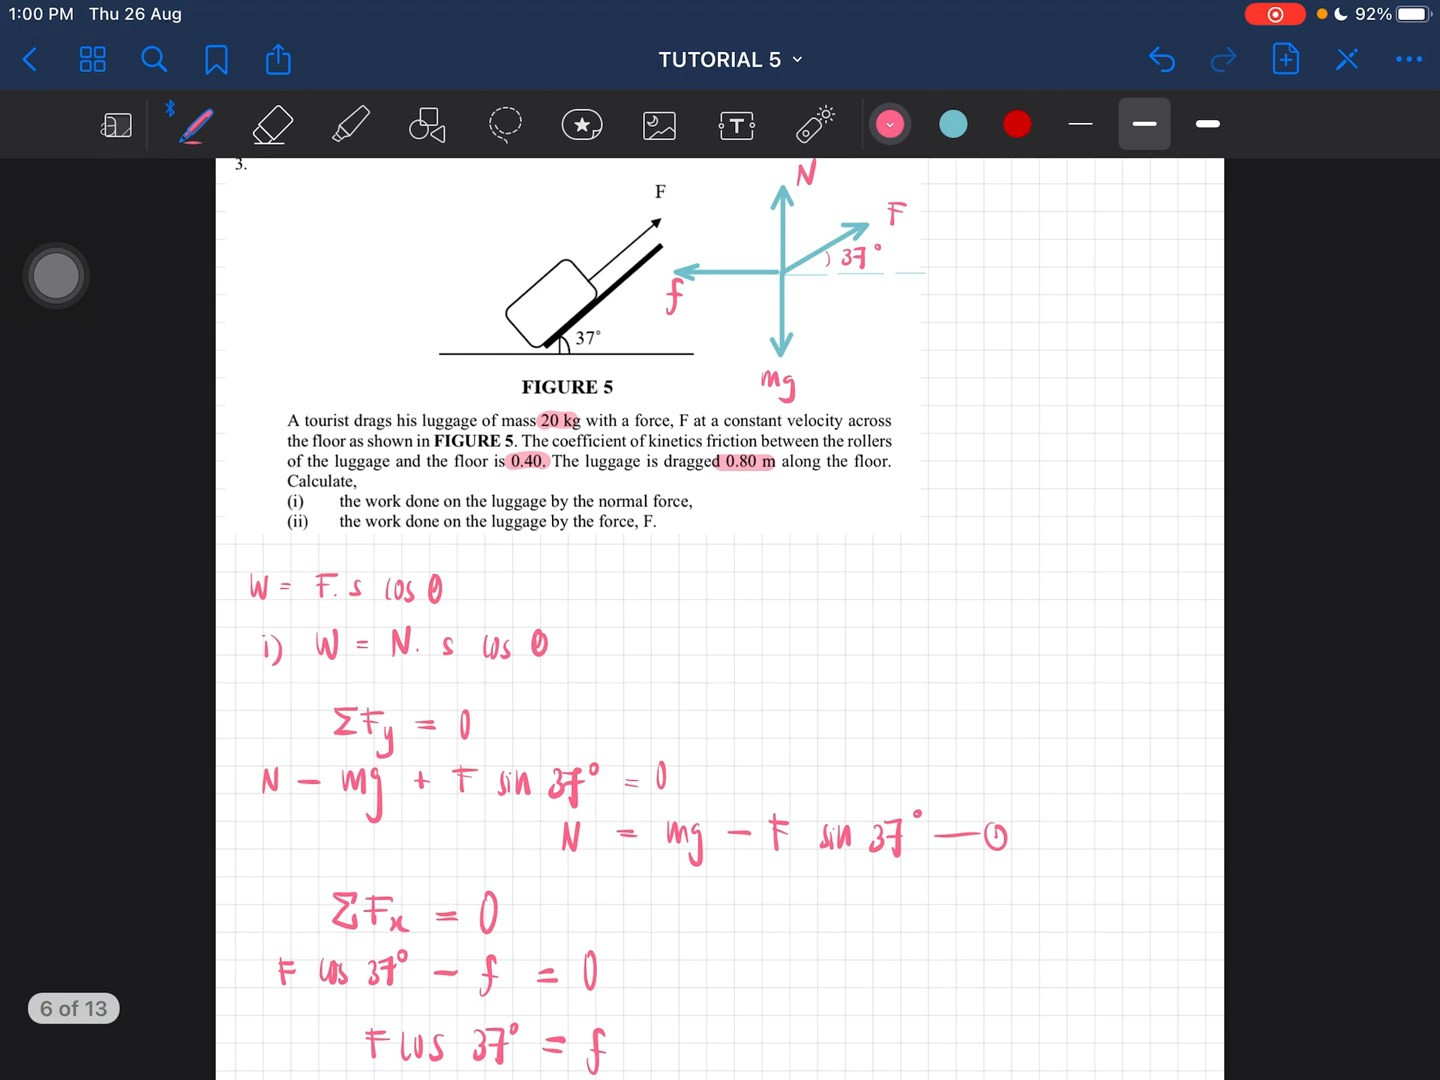 1:00 PM Thu 26 Aug
92%
TUTORIAL 5
T
3.
F
37°
N
F
37°
f
mg
FIGURE 5
A tourist drags his luggage of mass 20 kg with a force, F at a constant velocity across
the floor as shown in FIGURE 5. The coefficient of kinetics friction between the rollers
of the luggage and the floor is 0.40. The luggage is dragged 0.80 m along the floor.
Calculate,
(i) the work done on the luggage by the normal force,
(ii) the work done on the luggage by the force, F.
W = F. s cos θ
i) W = N. s cos θ
ΣFy = 0
N − mg + F sin 37° = 0
N = mg − F sin 37° — ①
ΣFx = 0
F cos 37° − f = 0
F cos 37° = f
6 of 13